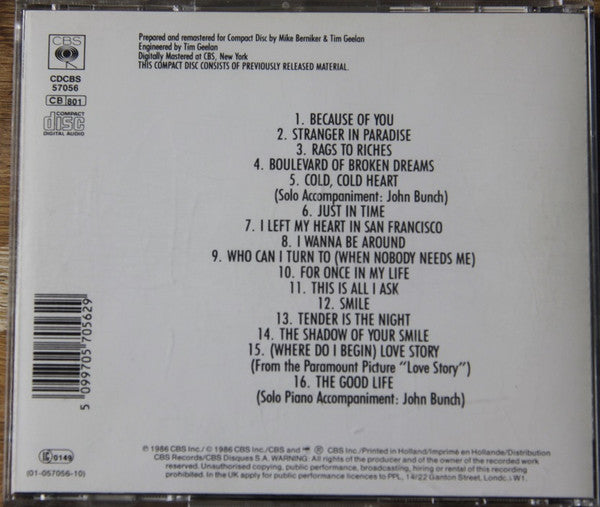 CBS
CDCBS
57056
CB 801
COMPACT
disc
DIGITAL AUDIO
Prepared and remastered for Compact Disc by Mike Berniker & Tim Geelan
Engineered by Tim Geelan
Digitally Mastered at CBS, New York
THIS COMPACT DISC CONSISTS OF PREVIOUSLY RELEASED MATERIAL.
1. BECAUSE OF YOU
2. STRANGER IN PARADISE
3. RAGS TO RICHES
4. BOULEVARD OF BROKEN DREAMS
5. COLD, COLD HEART
(Solo Accompaniment: John Bunch)
6. JUST IN TIME
7. I LEFT MY HEART IN SAN FRANCISCO
8. I WANNA BE AROUND
9. WHO CAN I TURN TO (WHEN NOBODY NEEDS ME)
10. FOR ONCE IN MY LIFE
11. THIS IS ALL I ASK
12. SMILE
13. TENDER IS THE NIGHT
14. THE SHADOW OF YOUR SMILE
15. (WHERE DO I BEGIN) LOVE STORY
(From the Paramount Picture "Love Story")
16. THE GOOD LIFE
(Solo Piano Accompaniment: John Bunch)
5 099705 705629
LC 0149
(01-057056-10)
℗ 1986 CBS Inc./ © 1986 CBS Inc./CBS and ® CBS Inc./Printed in Holland/Imprimé en Hollande/Distribution
CBS Records/CBS Disques S.A. WARNING: All rights of the producer and of the owner of the recorded work
reserved. Unauthorised copying, public performance, broadcasting, hiring or rental of this recording
prohibited. In the UK apply for public performance licences to PPL, 14/22 Ganton Street, London W1.